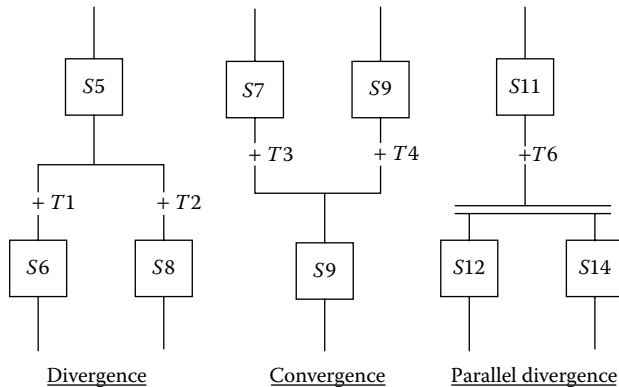 S5
S7
S9
S11
+ T3
+ T4
+T6
+ T1
+ T2
S6
S8
S9
S12
S14
Divergence
Convergence
Parallel divergence